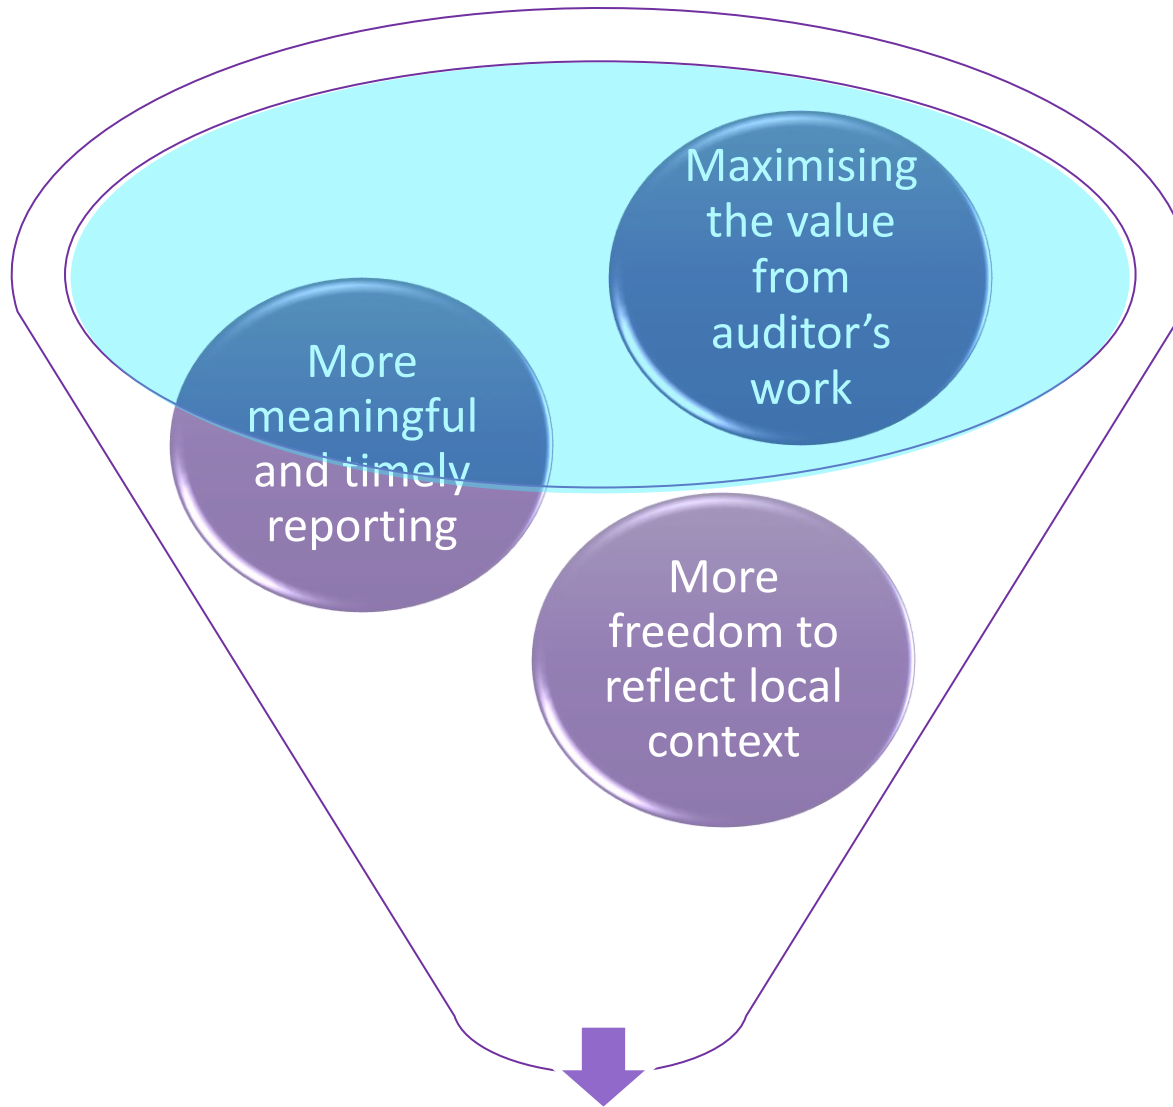 Maximising
the value
from
auditor’s
work
More
meaningful
and timely
reporting
More
freedom to
reflect local
context